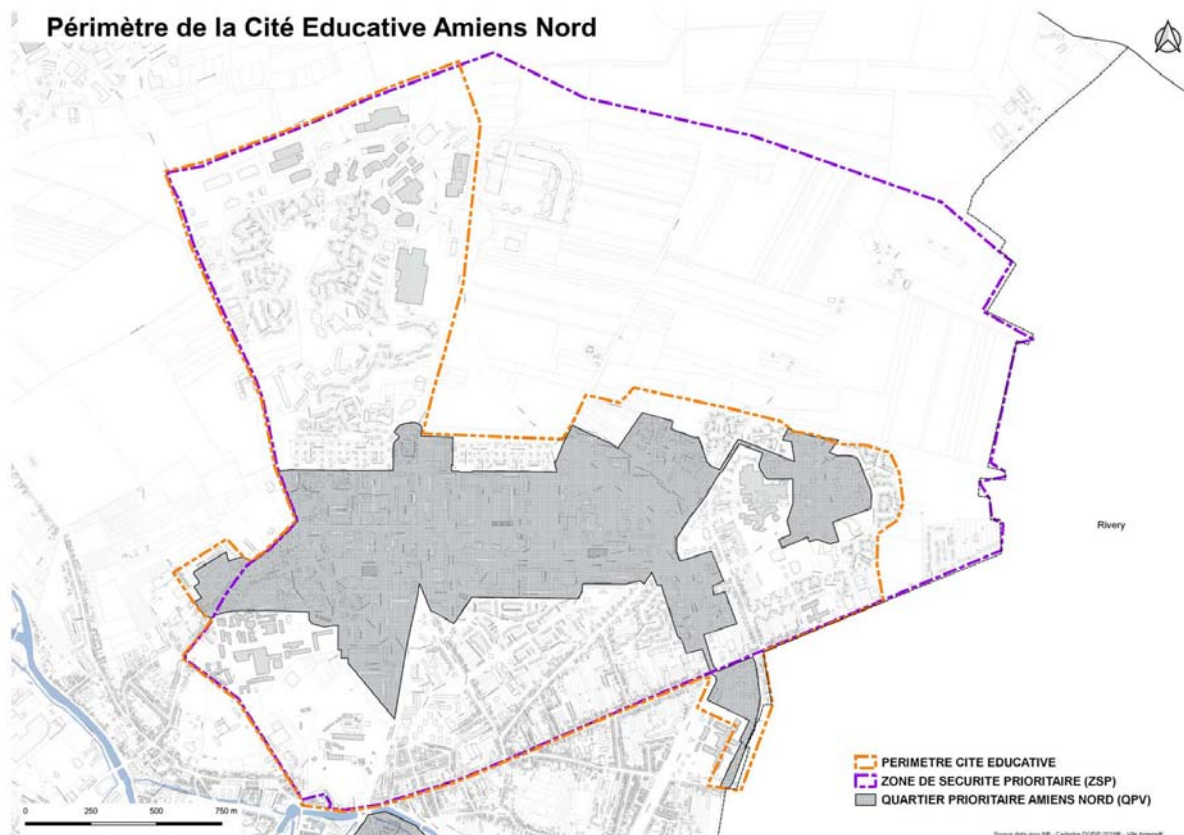 Périmètre de la Cité Educative Amiens Nord
Rivery
PERIMETRE CITE EDUCATIVE
ZONE DE SECURITE PRIORITAIRE (ZSP)
QUARTIER PRIORITAIRE AMIENS NORD (QPV)
0 250 500 750 m